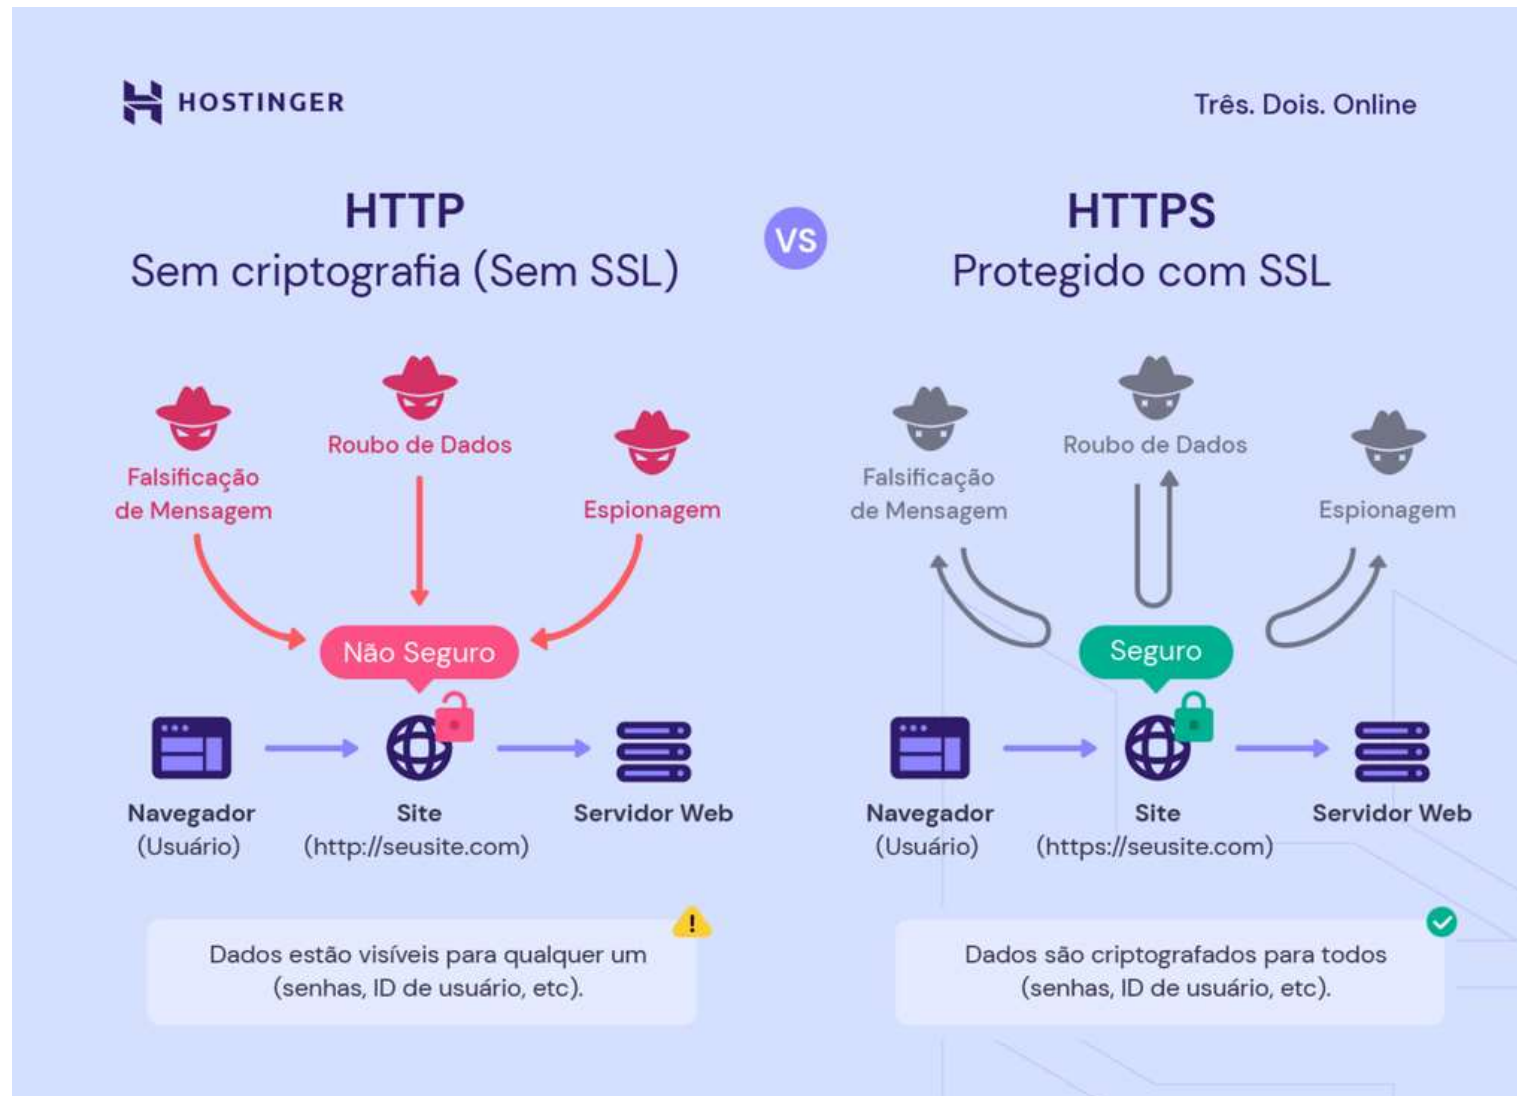 HOSTINGER
Três. Dois. Online
HTTP
Sem criptografia (Sem SSL)
VS
HTTPS
Protegido com SSL
Roubo de Dados
Falsificação
de Mensagem
Espionagem
Não Seguro
Navegador
(Usuário)
Site
(http://seusite.com)
Servidor Web
Dados estão visíveis para qualquer um
(senhas, ID de usuário, etc).
Roubo de Dados
Falsificação
de Mensagem
Espionagem
Seguro
Navegador
(Usuário)
Site
(https://seusite.com)
Servidor Web
Dados são criptografados para todos
(senhas, ID de usuário, etc).